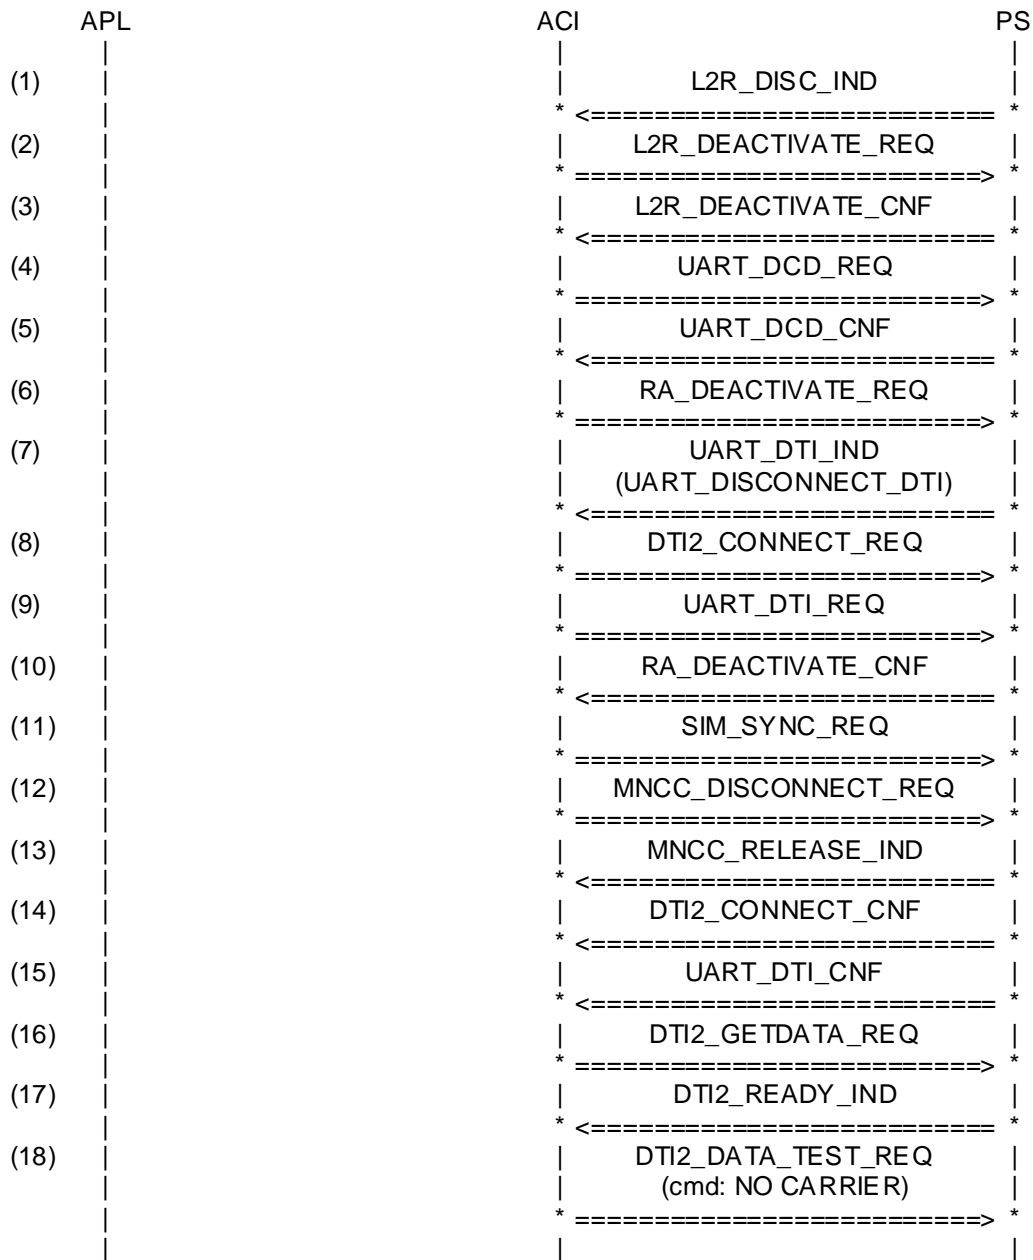 APL ACI PS
| | |
(1) | | L2R_DISC_IND |
| * <========================== *
(2) | | L2R_DEACTIVATE_REQ |
| * ==========================> *
(3) | | L2R_DEACTIVATE_CNF |
| * <========================== *
(4) | | UART_DCD_REQ |
| * ==========================> *
(5) | | UART_DCD_CNF |
| * <========================== *
(6) | | RA_DEACTIVATE_REQ |
| * ==========================> *
(7) | | UART_DTI_IND |
| | (UART_DISCONNECT_DTI) |
| * <========================== *
(8) | | DTI2_CONNECT_REQ |
| * ==========================> *
(9) | | UART_DTI_REQ |
| * ==========================> *
(10) | | RA_DEACTIVATE_CNF |
| * <========================== *
(11) | | SIM_SYNC_REQ |
| * ==========================> *
(12) | | MNCC_DISCONNECT_REQ |
| * ==========================> *
(13) | | MNCC_RELEASE_IND |
| * <========================== *
(14) | | DTI2_CONNECT_CNF |
| * <========================== *
(15) | | UART_DTI_CNF |
| * <========================== *
(16) | | DTI2_GETDATA_REQ |
| * ==========================> *
(17) | | DTI2_READY_IND |
| * <========================== *
(18) | | DTI2_DATA_TEST_REQ |
| | (cmd: NO CARRIER) |
| * ==========================> *
| | |